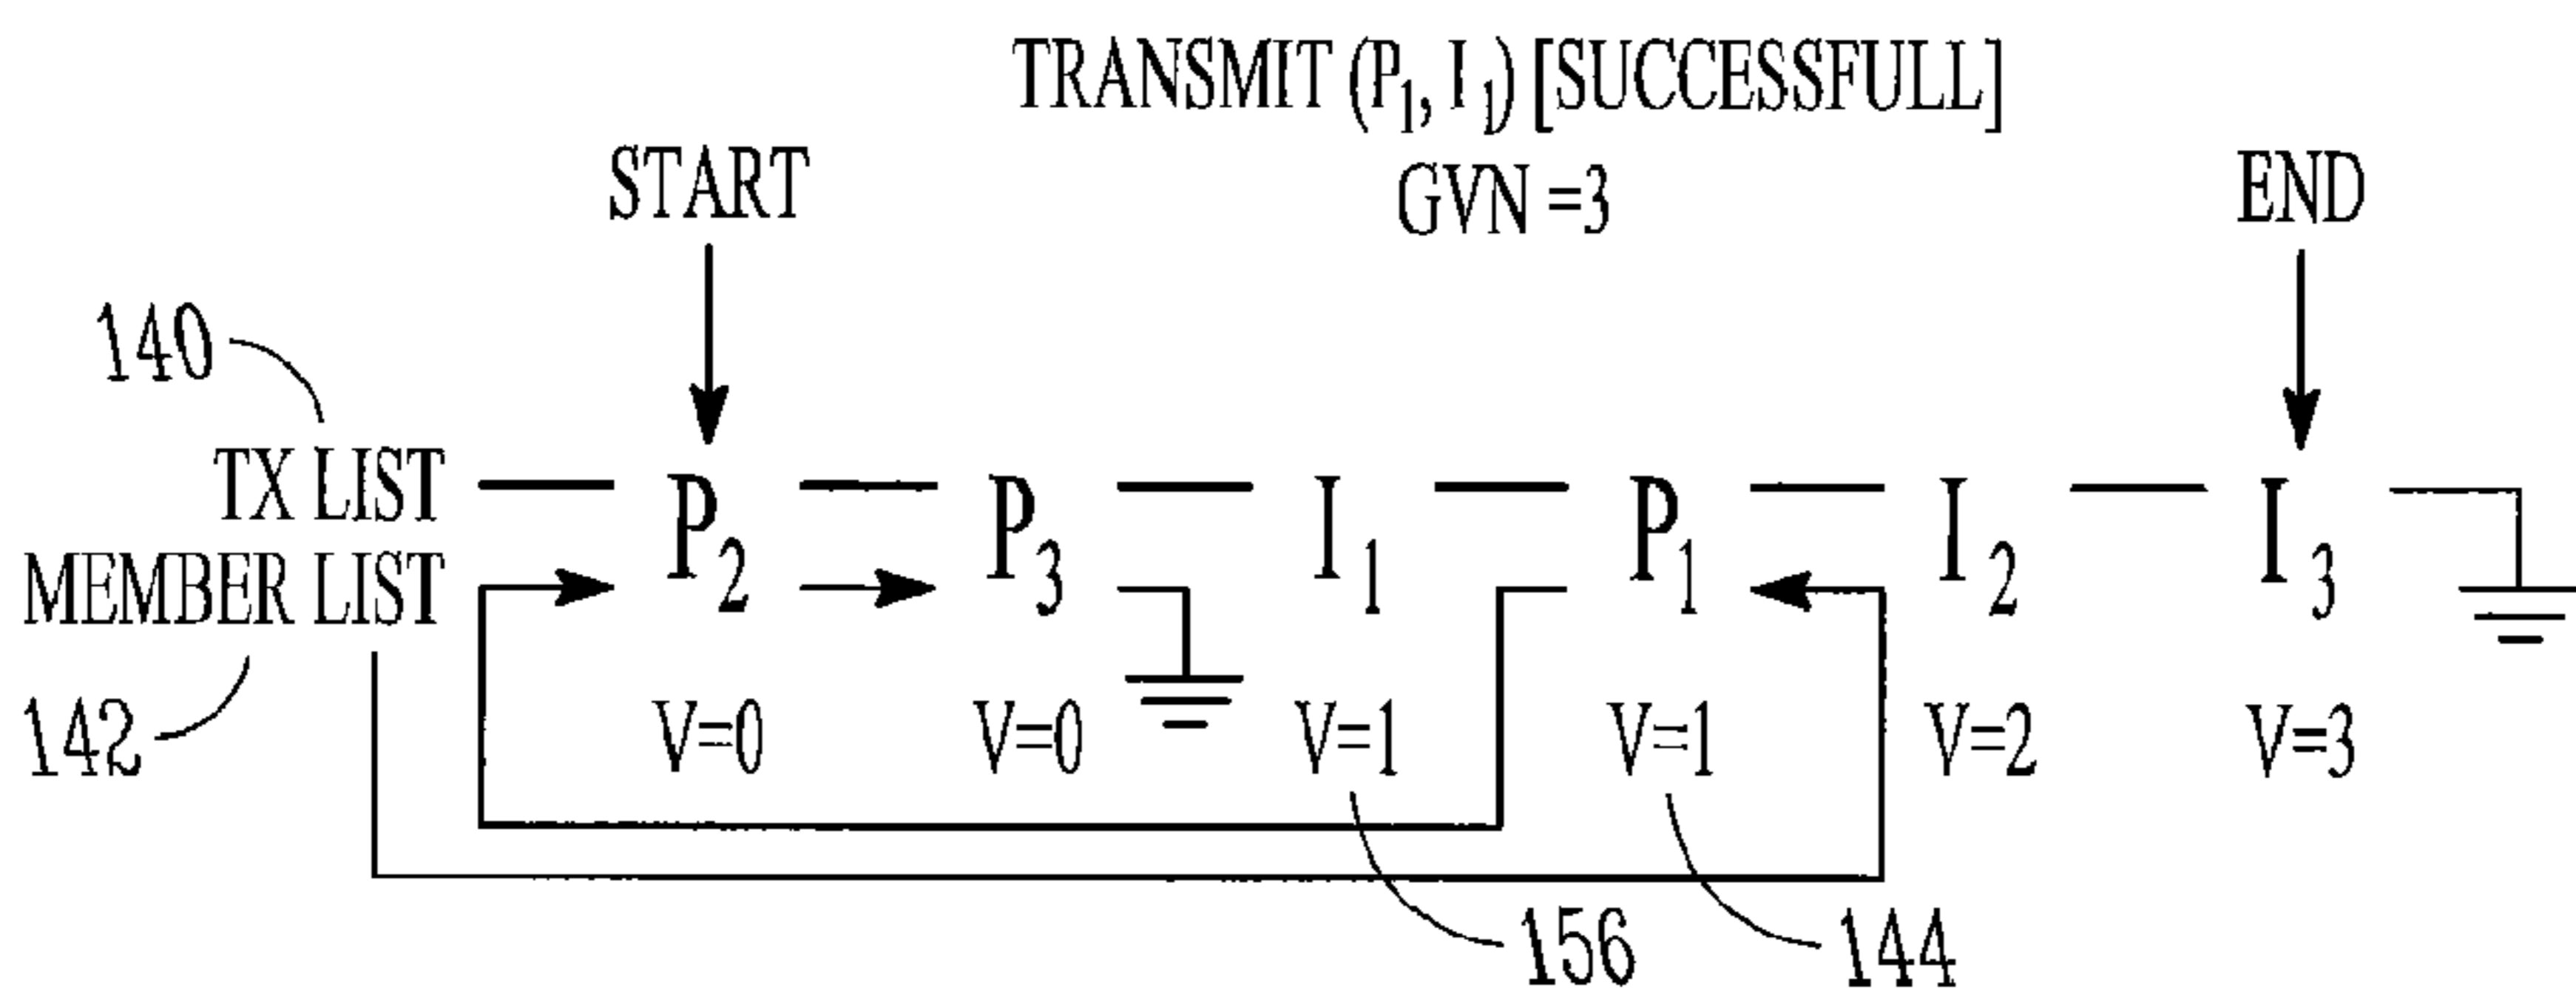 TRANSMIT (P1, I1) [SUCCESSFULL]
START
GVN =3
END
140
TX LIST
P2 P3 I1 P1 I2 I3
MEMBER LIST
142
V=0 V=0 V=1 V=1 V=2 V=3
156 144